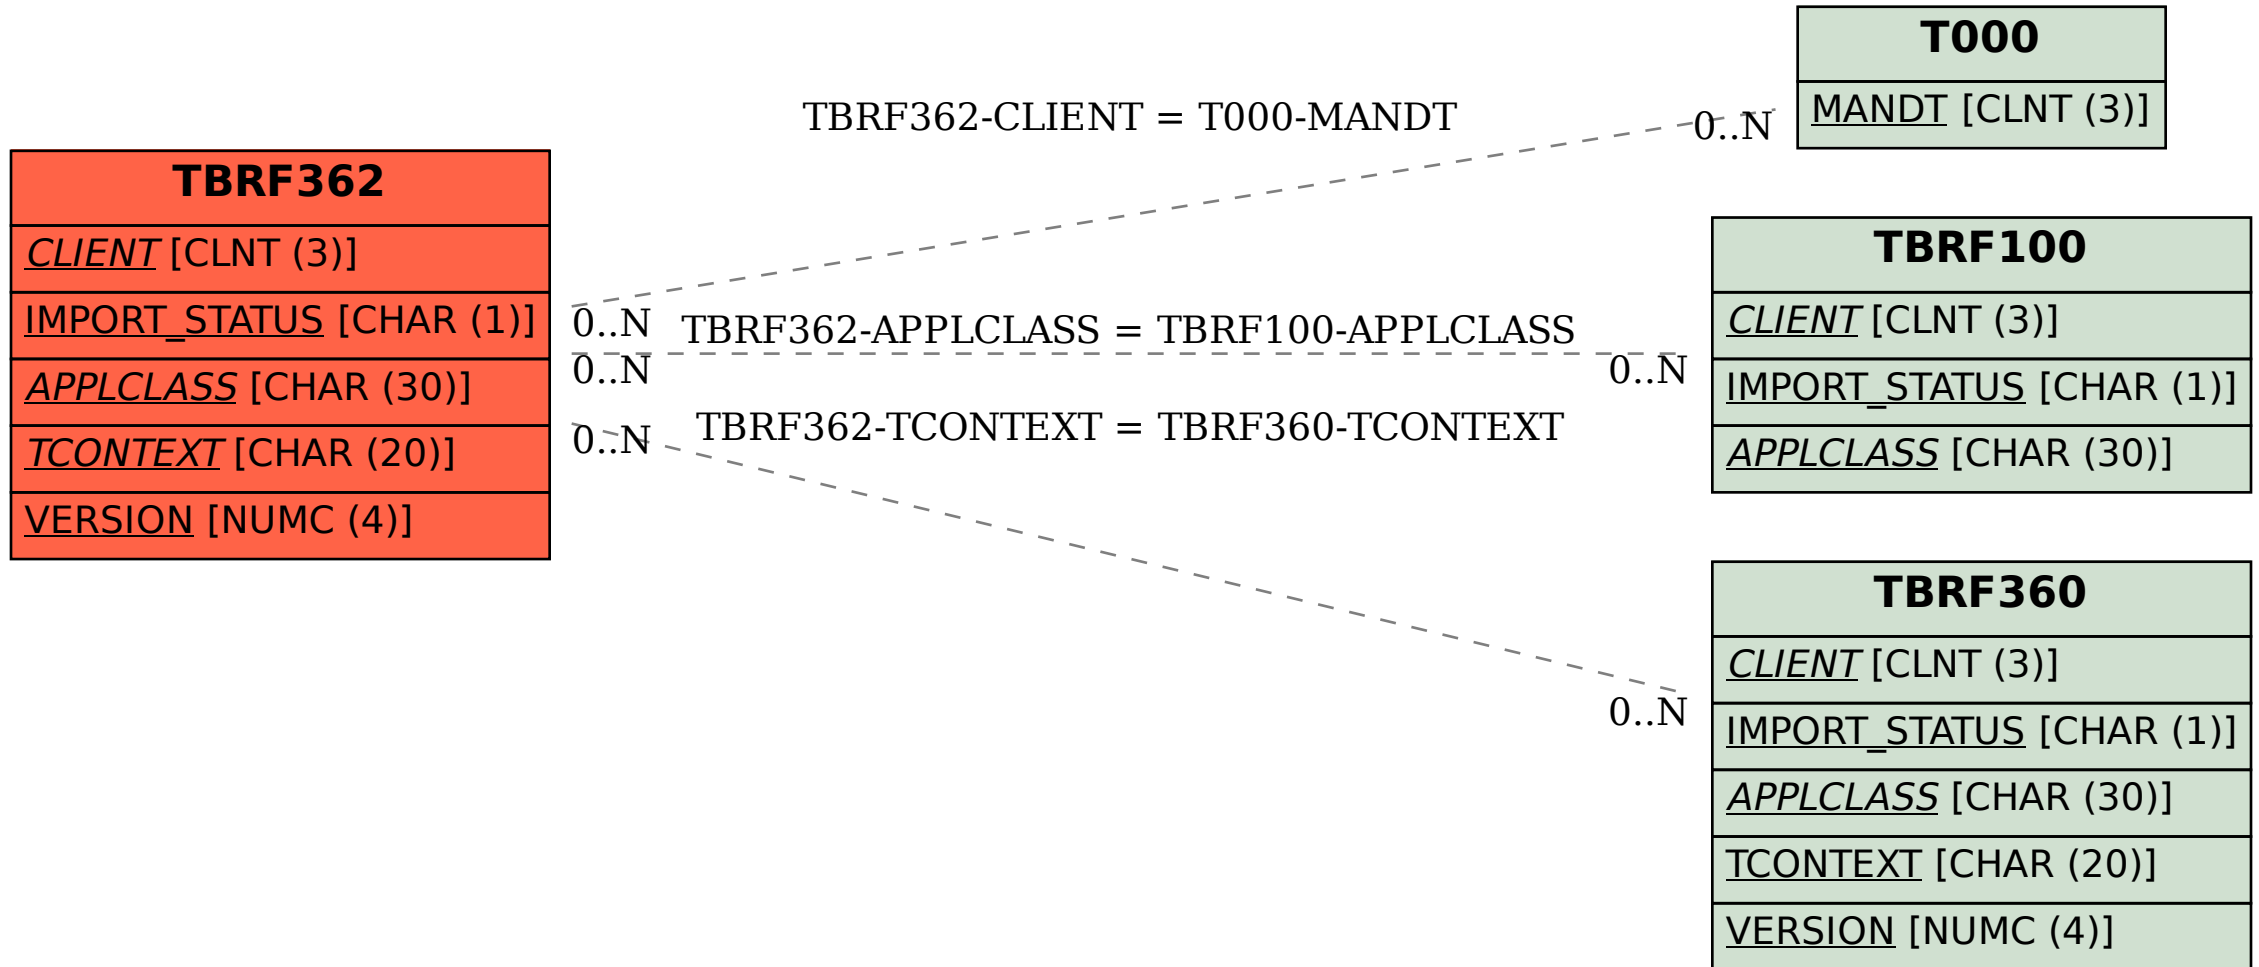 TBRF362
CLIENT [CLNT (3)]
IMPORT_STATUS [CHAR (1)]
APPLCLASS [CHAR (30)]
TCONTEXT [CHAR (20)]
VERSION [NUMC (4)]
TBRF362-CLIENT = T000-MANDT
0..N
0..N
TBRF362-APPLCLASS = TBRF100-APPLCLASS
0..N
0..N
TBRF362-TCONTEXT = TBRF360-TCONTEXT
0..N
0..N
T000
MANDT [CLNT (3)]
TBRF100
CLIENT [CLNT (3)]
IMPORT_STATUS [CHAR (1)]
APPLCLASS [CHAR (30)]
TBRF360
CLIENT [CLNT (3)]
IMPORT_STATUS [CHAR (1)]
APPLCLASS [CHAR (30)]
TCONTEXT [CHAR (20)]
VERSION [NUMC (4)]